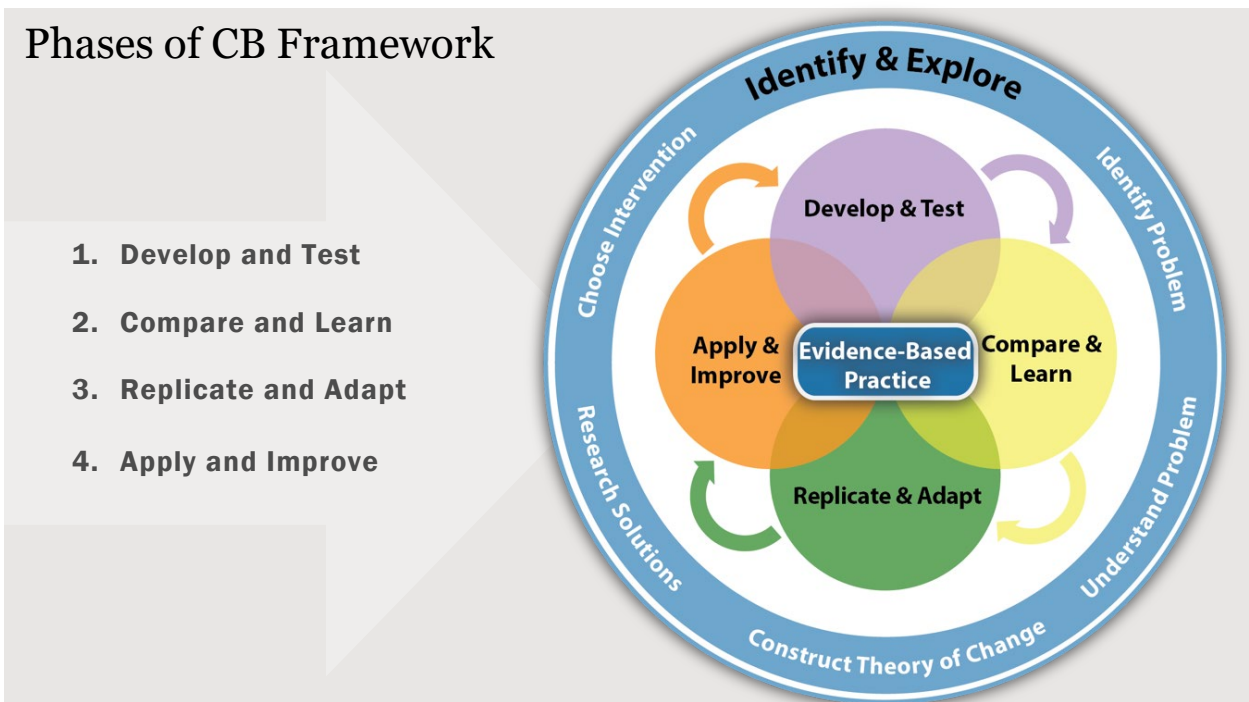 Phases of CB Framework
1. Develop and Test
2. Compare and Learn
3. Replicate and Adapt
4. Apply and Improve
Identify & Explore
Identify Problem
Understand Problem
Construct Theory of Change
Research Solutions
Choose Intervention
Develop & Test
Compare &
Learn
Replicate & Adapt
Apply &
Improve
Evidence-Based
Practice